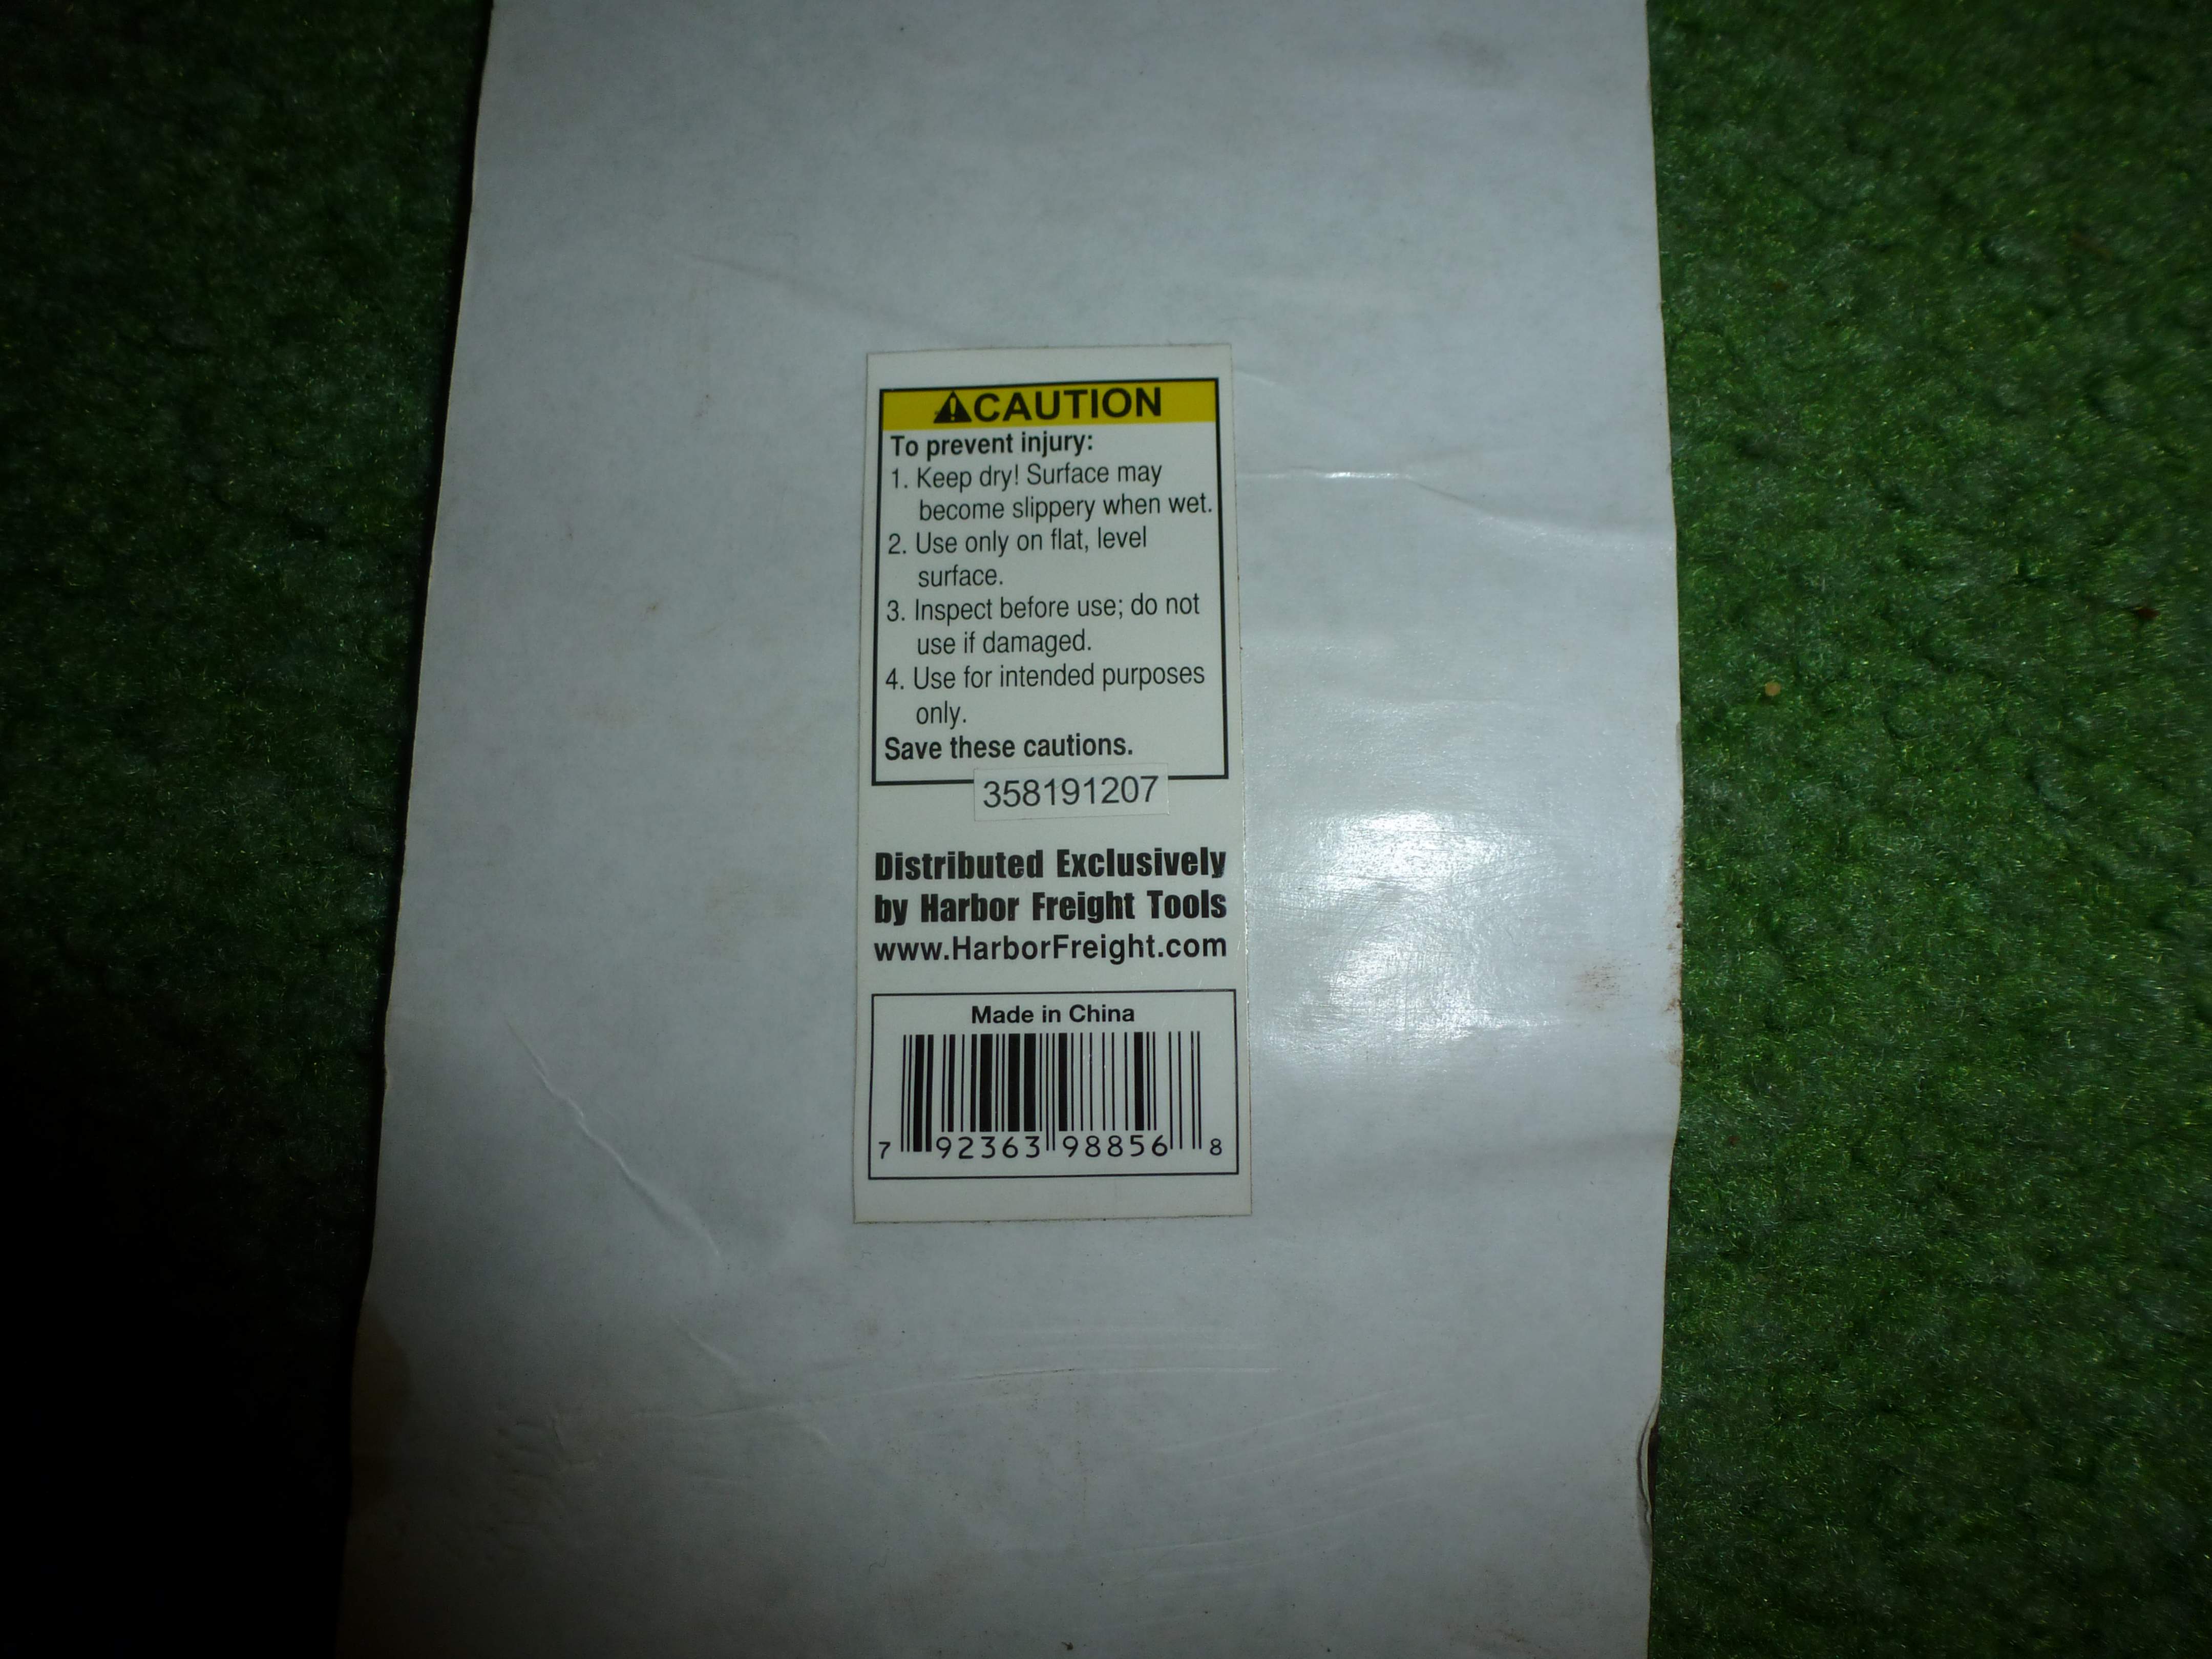 CAUTION
To prevent injury:
1. Keep dry! Surface may
become slippery when wet.
2. Use only on flat, level
surface.
3. Inspect before use; do not
use if damaged.
4. Use for intended purposes
only.
Save these cautions.
358191207
Distributed Exclusively
by Harbor Freight Tools
www.HarborFreight.com
Made in China
7 92363 98856 8